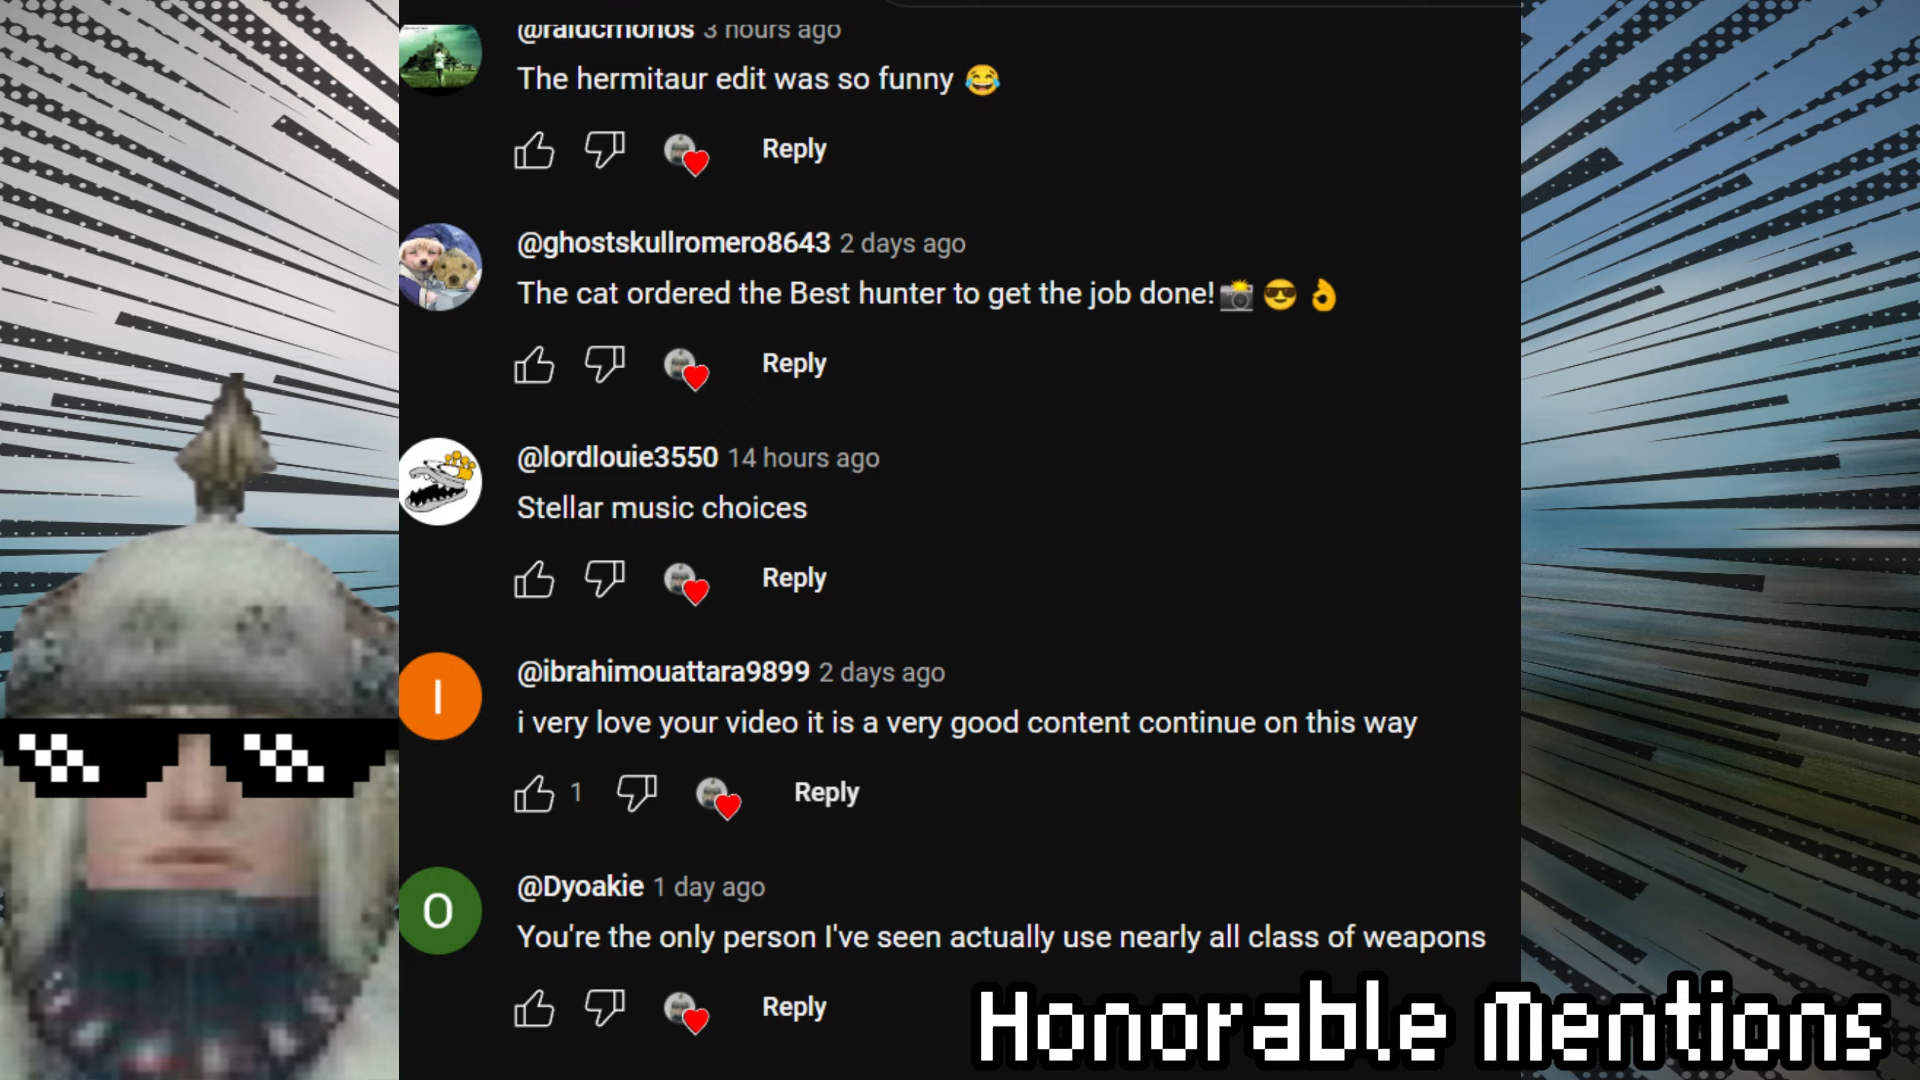 @raidcmonos 3 hours ago
The hermitaur edit was so funny 😂
Reply
@ghostskullromero8643 2 days ago
The cat ordered the Best hunter to get the job done!📸 😎 👌
Reply
@lordlouie3550 14 hours ago
Stellar music choices
Reply
I
@ibrahimouattara9899 2 days ago
i very love your video it is a very good content continue on this way
1 Reply
O
@Dyoakie 1 day ago
You're the only person I've seen actually use nearly all class of weapons
Reply
Honorable Mentions